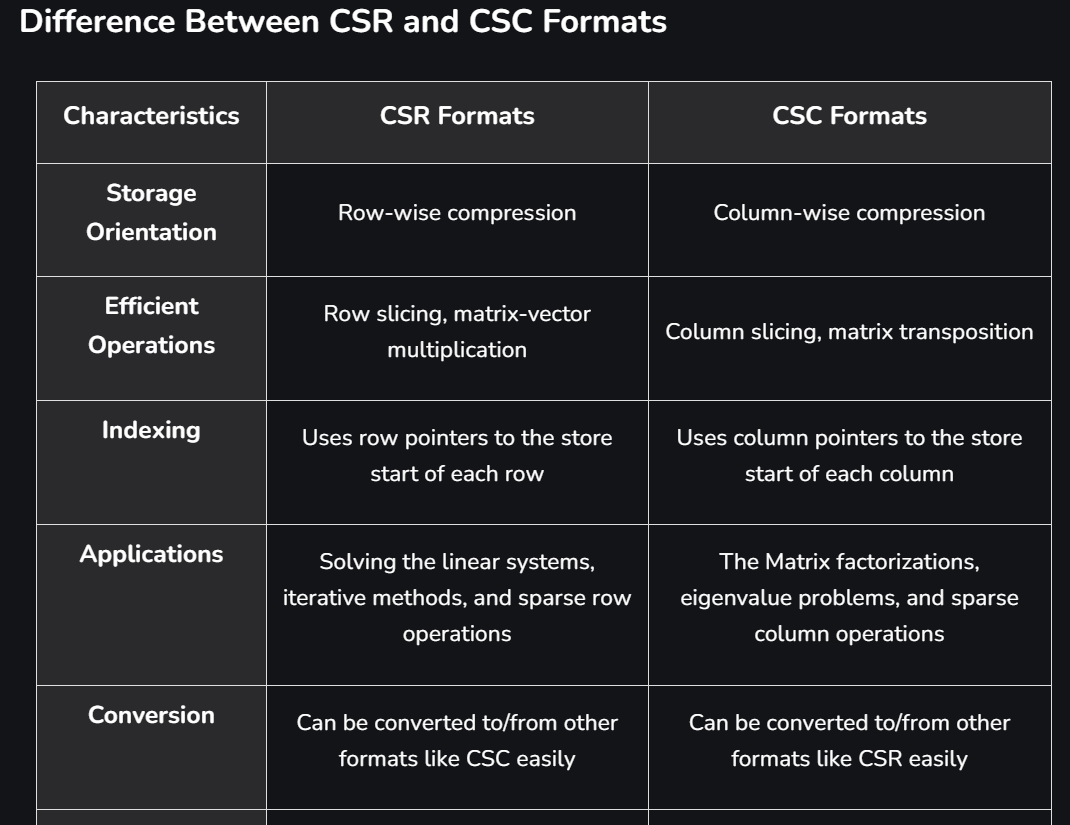 Difference Between CSR and CSC Formats
Characteristics
CSR Formats
CSC Formats
Storage
Orientation
Row-wise compression
Column-wise compression
Efficient
Operations
Row slicing, matrix-vector
multiplication
Column slicing, matrix transposition
Indexing
Uses row pointers to the store
start of each row
Uses column pointers to the store
start of each column
Applications
Solving the linear systems,
iterative methods, and sparse row
operations
The Matrix factorizations,
eigenvalue problems, and sparse
column operations
Conversion
Can be converted to/from other
formats like CSC easily
Can be converted to/from other
formats like CSR easily